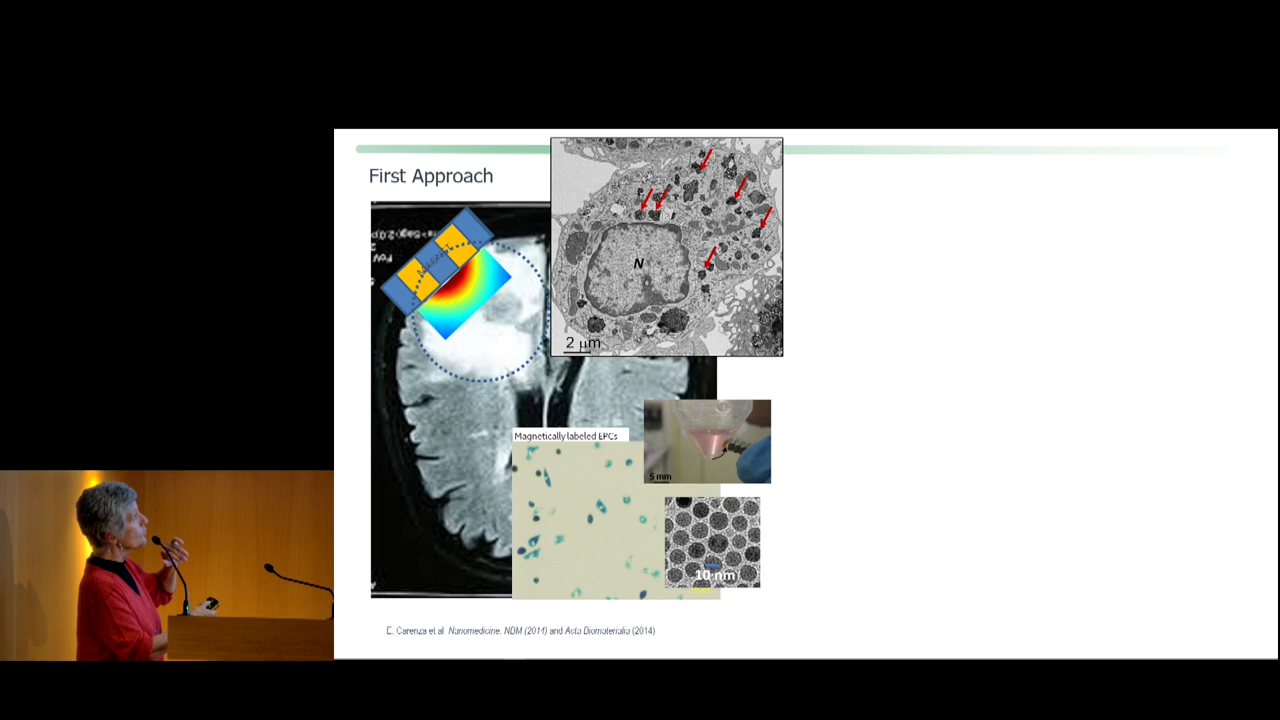 First Approach
MAGNET
N
2 μm
Magnetically labeled EPCs
5 mm
10 nm
E. Carenza et al Nanomedicine. NBM (2014) and Acta Biomaterialia (2014)